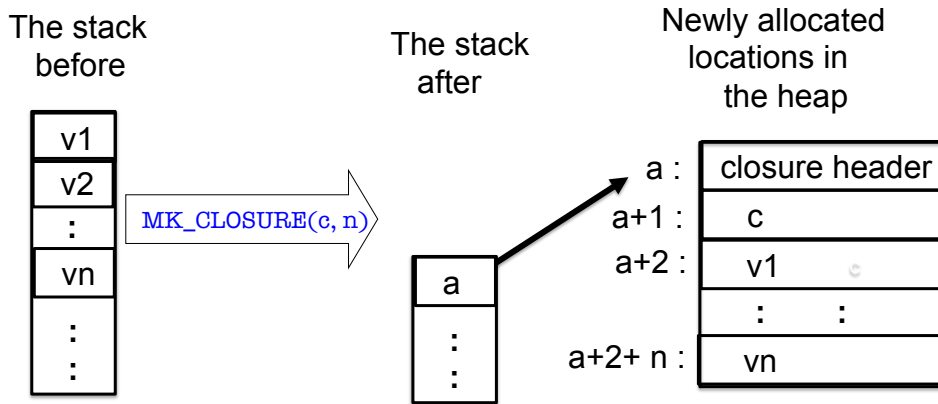 The stack
before
v1
v2
:
vn
:
:
MK_CLOSURE(c, n)
The stack
after
a
:
:
Newly allocated
locations in
the heap
a : closure header
a+1 : c
a+2 : v1 c
: :
a+2+ n : vn